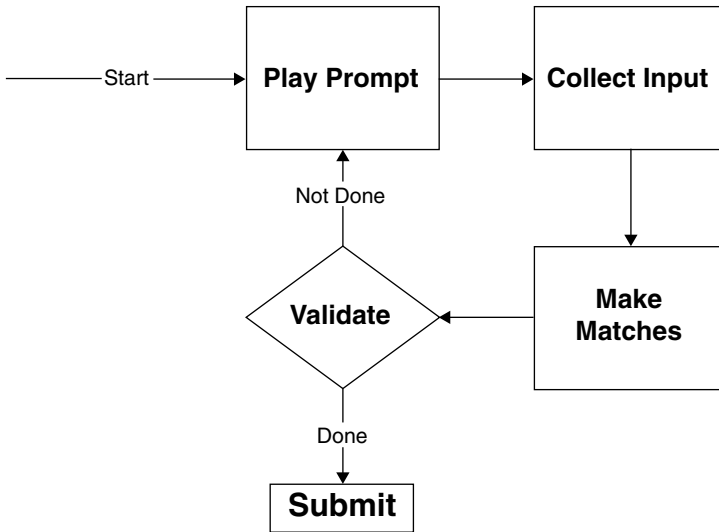 Start
Play Prompt
Collect Input
Not Done
Validate
Make
Matches
Done
Submit